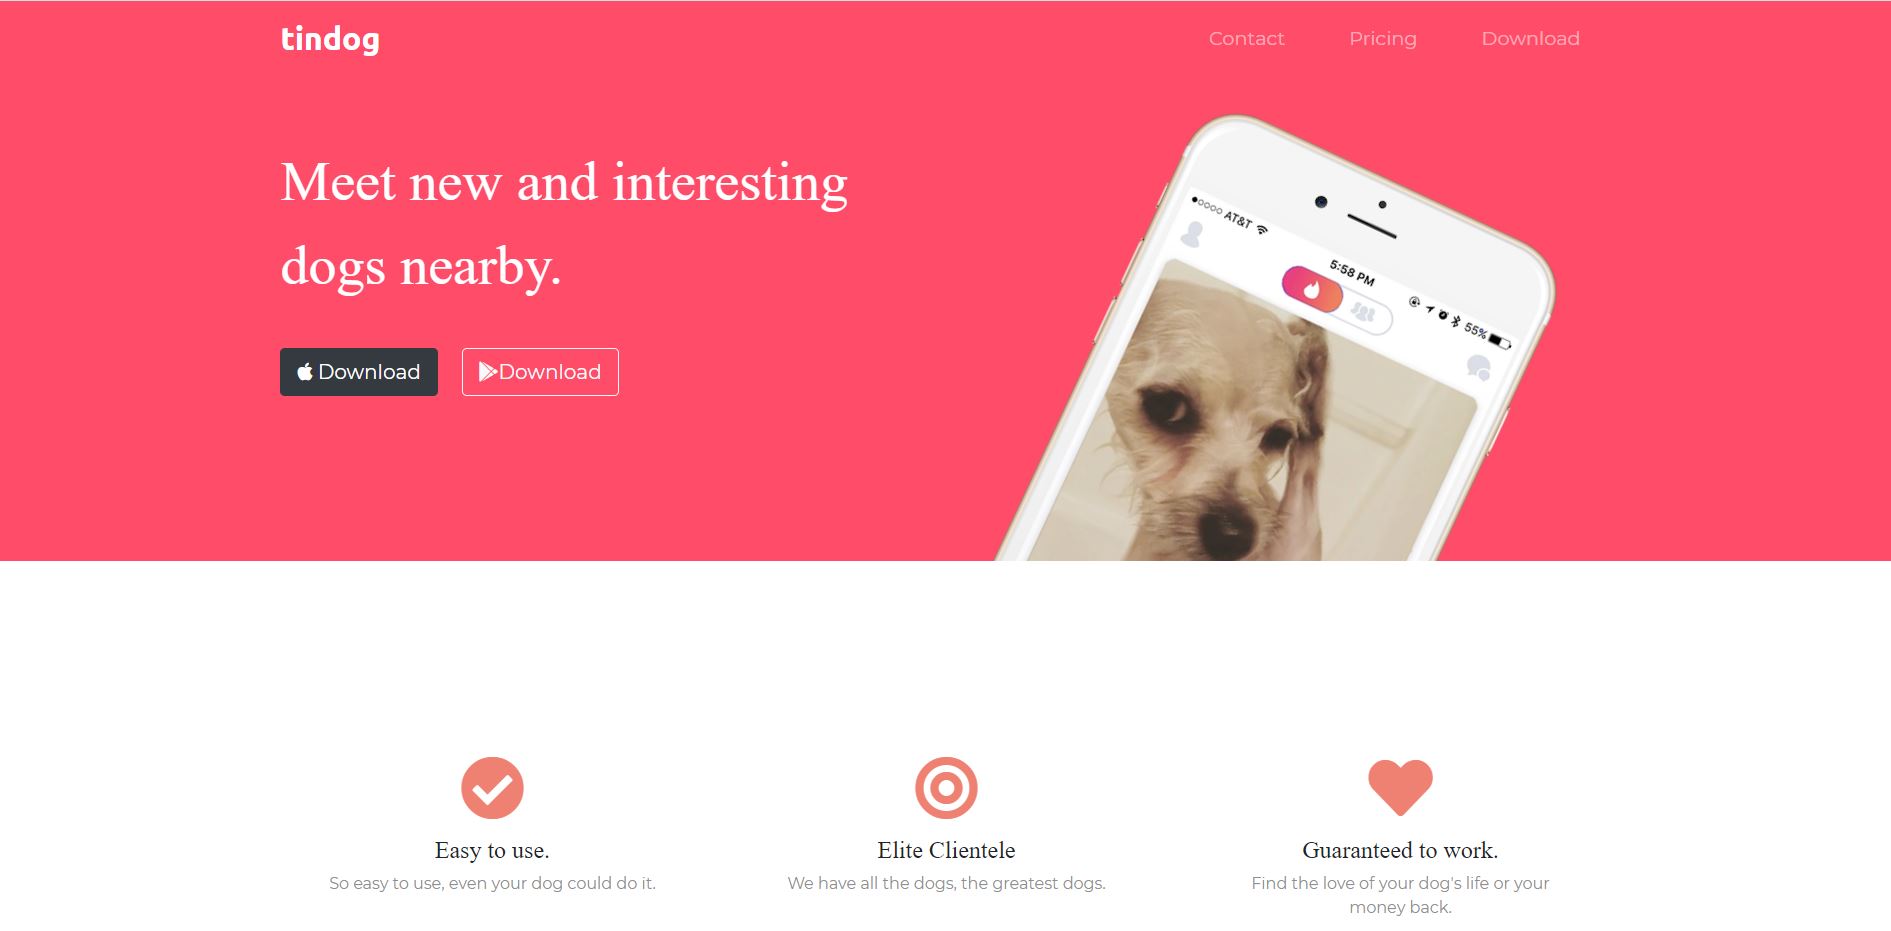 tindog
Contact
Pricing
Download
Meet new and interesting
dogs nearby.
Download
Download
AT&T
5:58 PM
55%
Easy to use.
So easy to use, even your dog could do it.
Elite Clientele
We have all the dogs, the greatest dogs.
Guaranteed to work.
Find the love of your dog's life or your
money back.